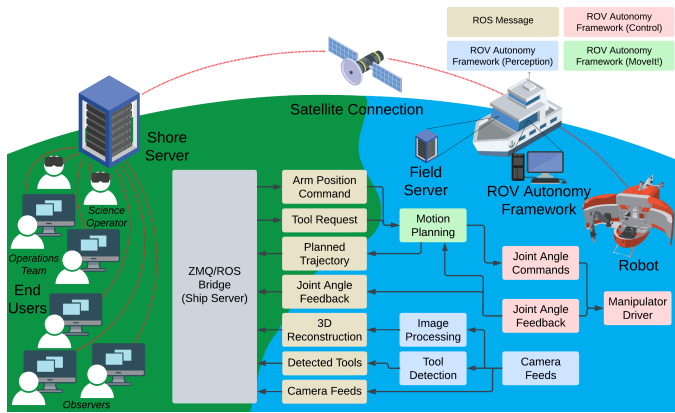 ROS Message
ROV Autonomy
Framework (Control)
ROV Autonomy
Framework (Perception)
ROV Autonomy
Framework (MoveIt!)
Satellite Connection
Shore
Server
Field
Server
ROV Autonomy
Framework
Robot
Science
Operator
Operations
Team
End
Users
Observers
ZMQ/ROS
Bridge
(Ship Server)
Arm Position
Command
Tool Request
Planned
Trajectory
Joint Angle
Feedback
3D
Reconstruction
Detected Tools
Camera Feeds
Motion
Planning
Image
Processing
Tool
Detection
Joint Angle
Commands
Joint Angle
Feedback
Camera
Feeds
Manipulator
Driver